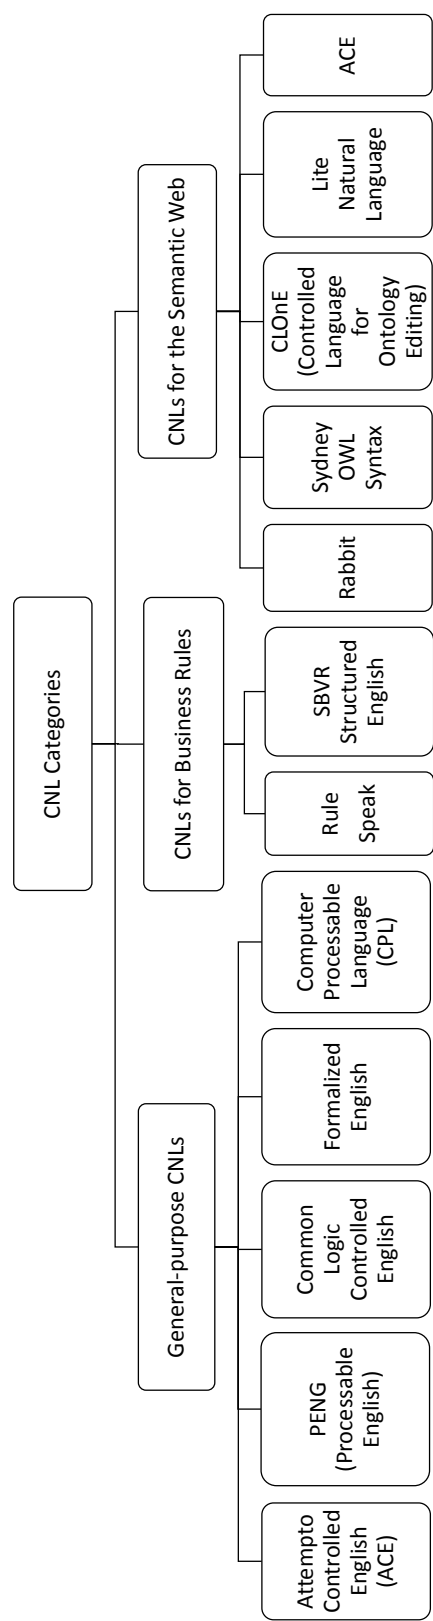 CNL Categories
General-purpose CNLs
CNLs for Business Rules
CNLs for the Semantic Web
Attempto
Controlled
English
(ACE)
PENG
(Processable
English)
Common
Logic
Controlled
English
Formalized
English
Computer
Processable
Language
(CPL)
Rule
Speak
SBVR
Structured
English
Rabbit
Sydney
OWL
Syntax
CLOnE
(Controlled
Language
for
Ontology
Editing)
Lite
Natural
Language
ACE